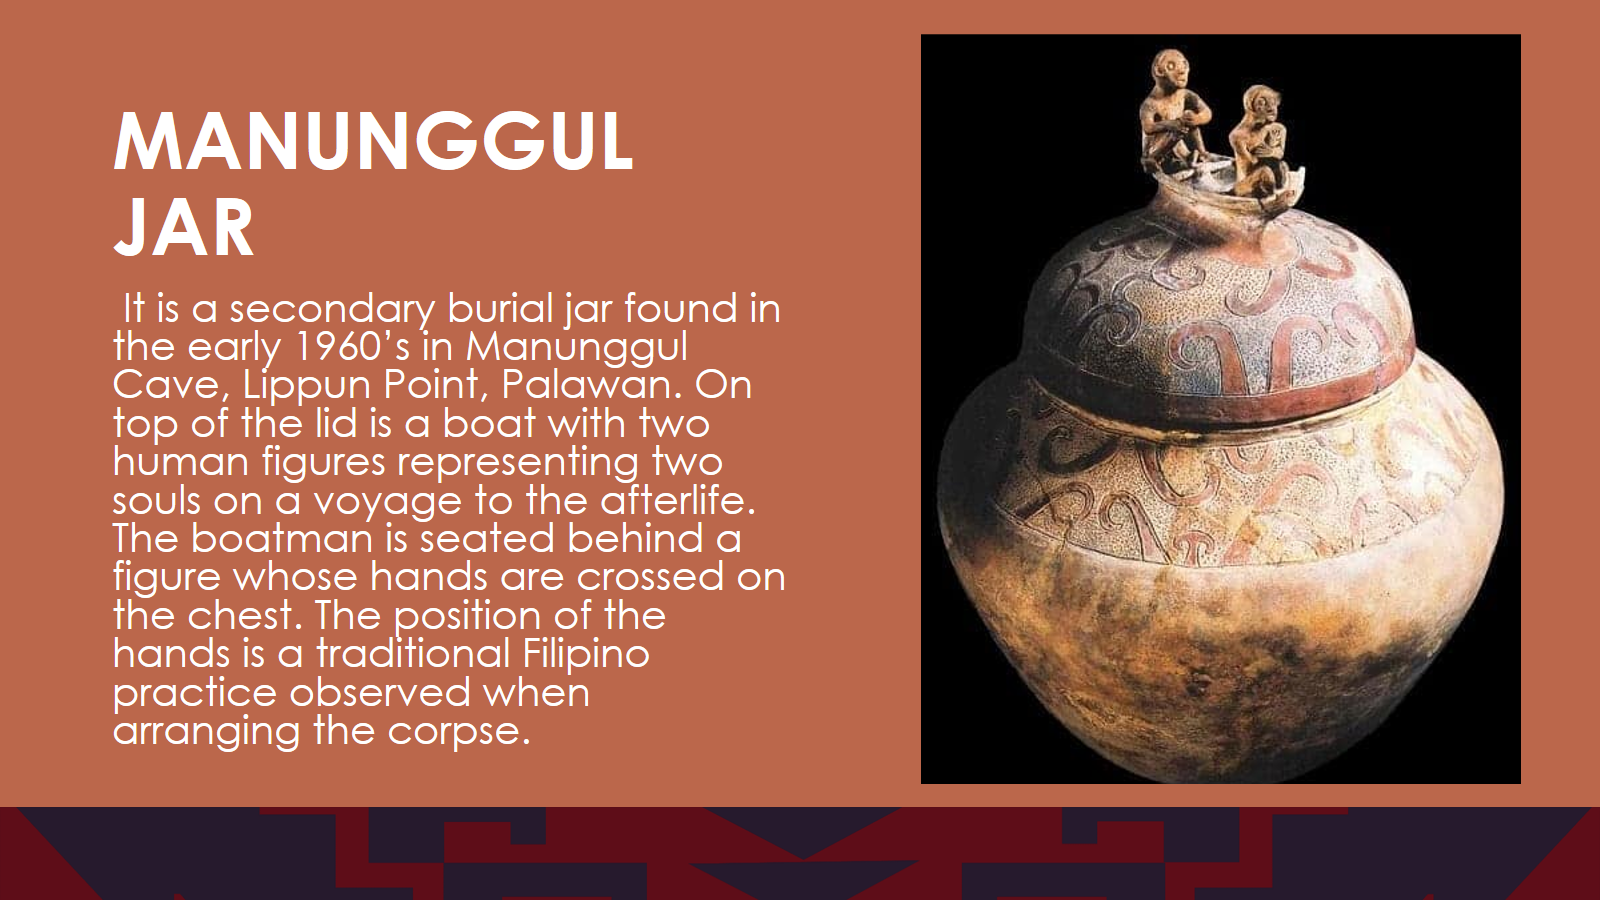 MANUNGGUL
JAR
It is a secondary burial jar found in
the early 1960’s in Manunggul
Cave, Lippun Point, Palawan. On
top of the lid is a boat with two
human figures representing two
souls on a voyage to the afterlife.
The boatman is seated behind a
figure whose hands are crossed on
the chest. The position of the
hands is a traditional Filipino
practice observed when
arranging the corpse.